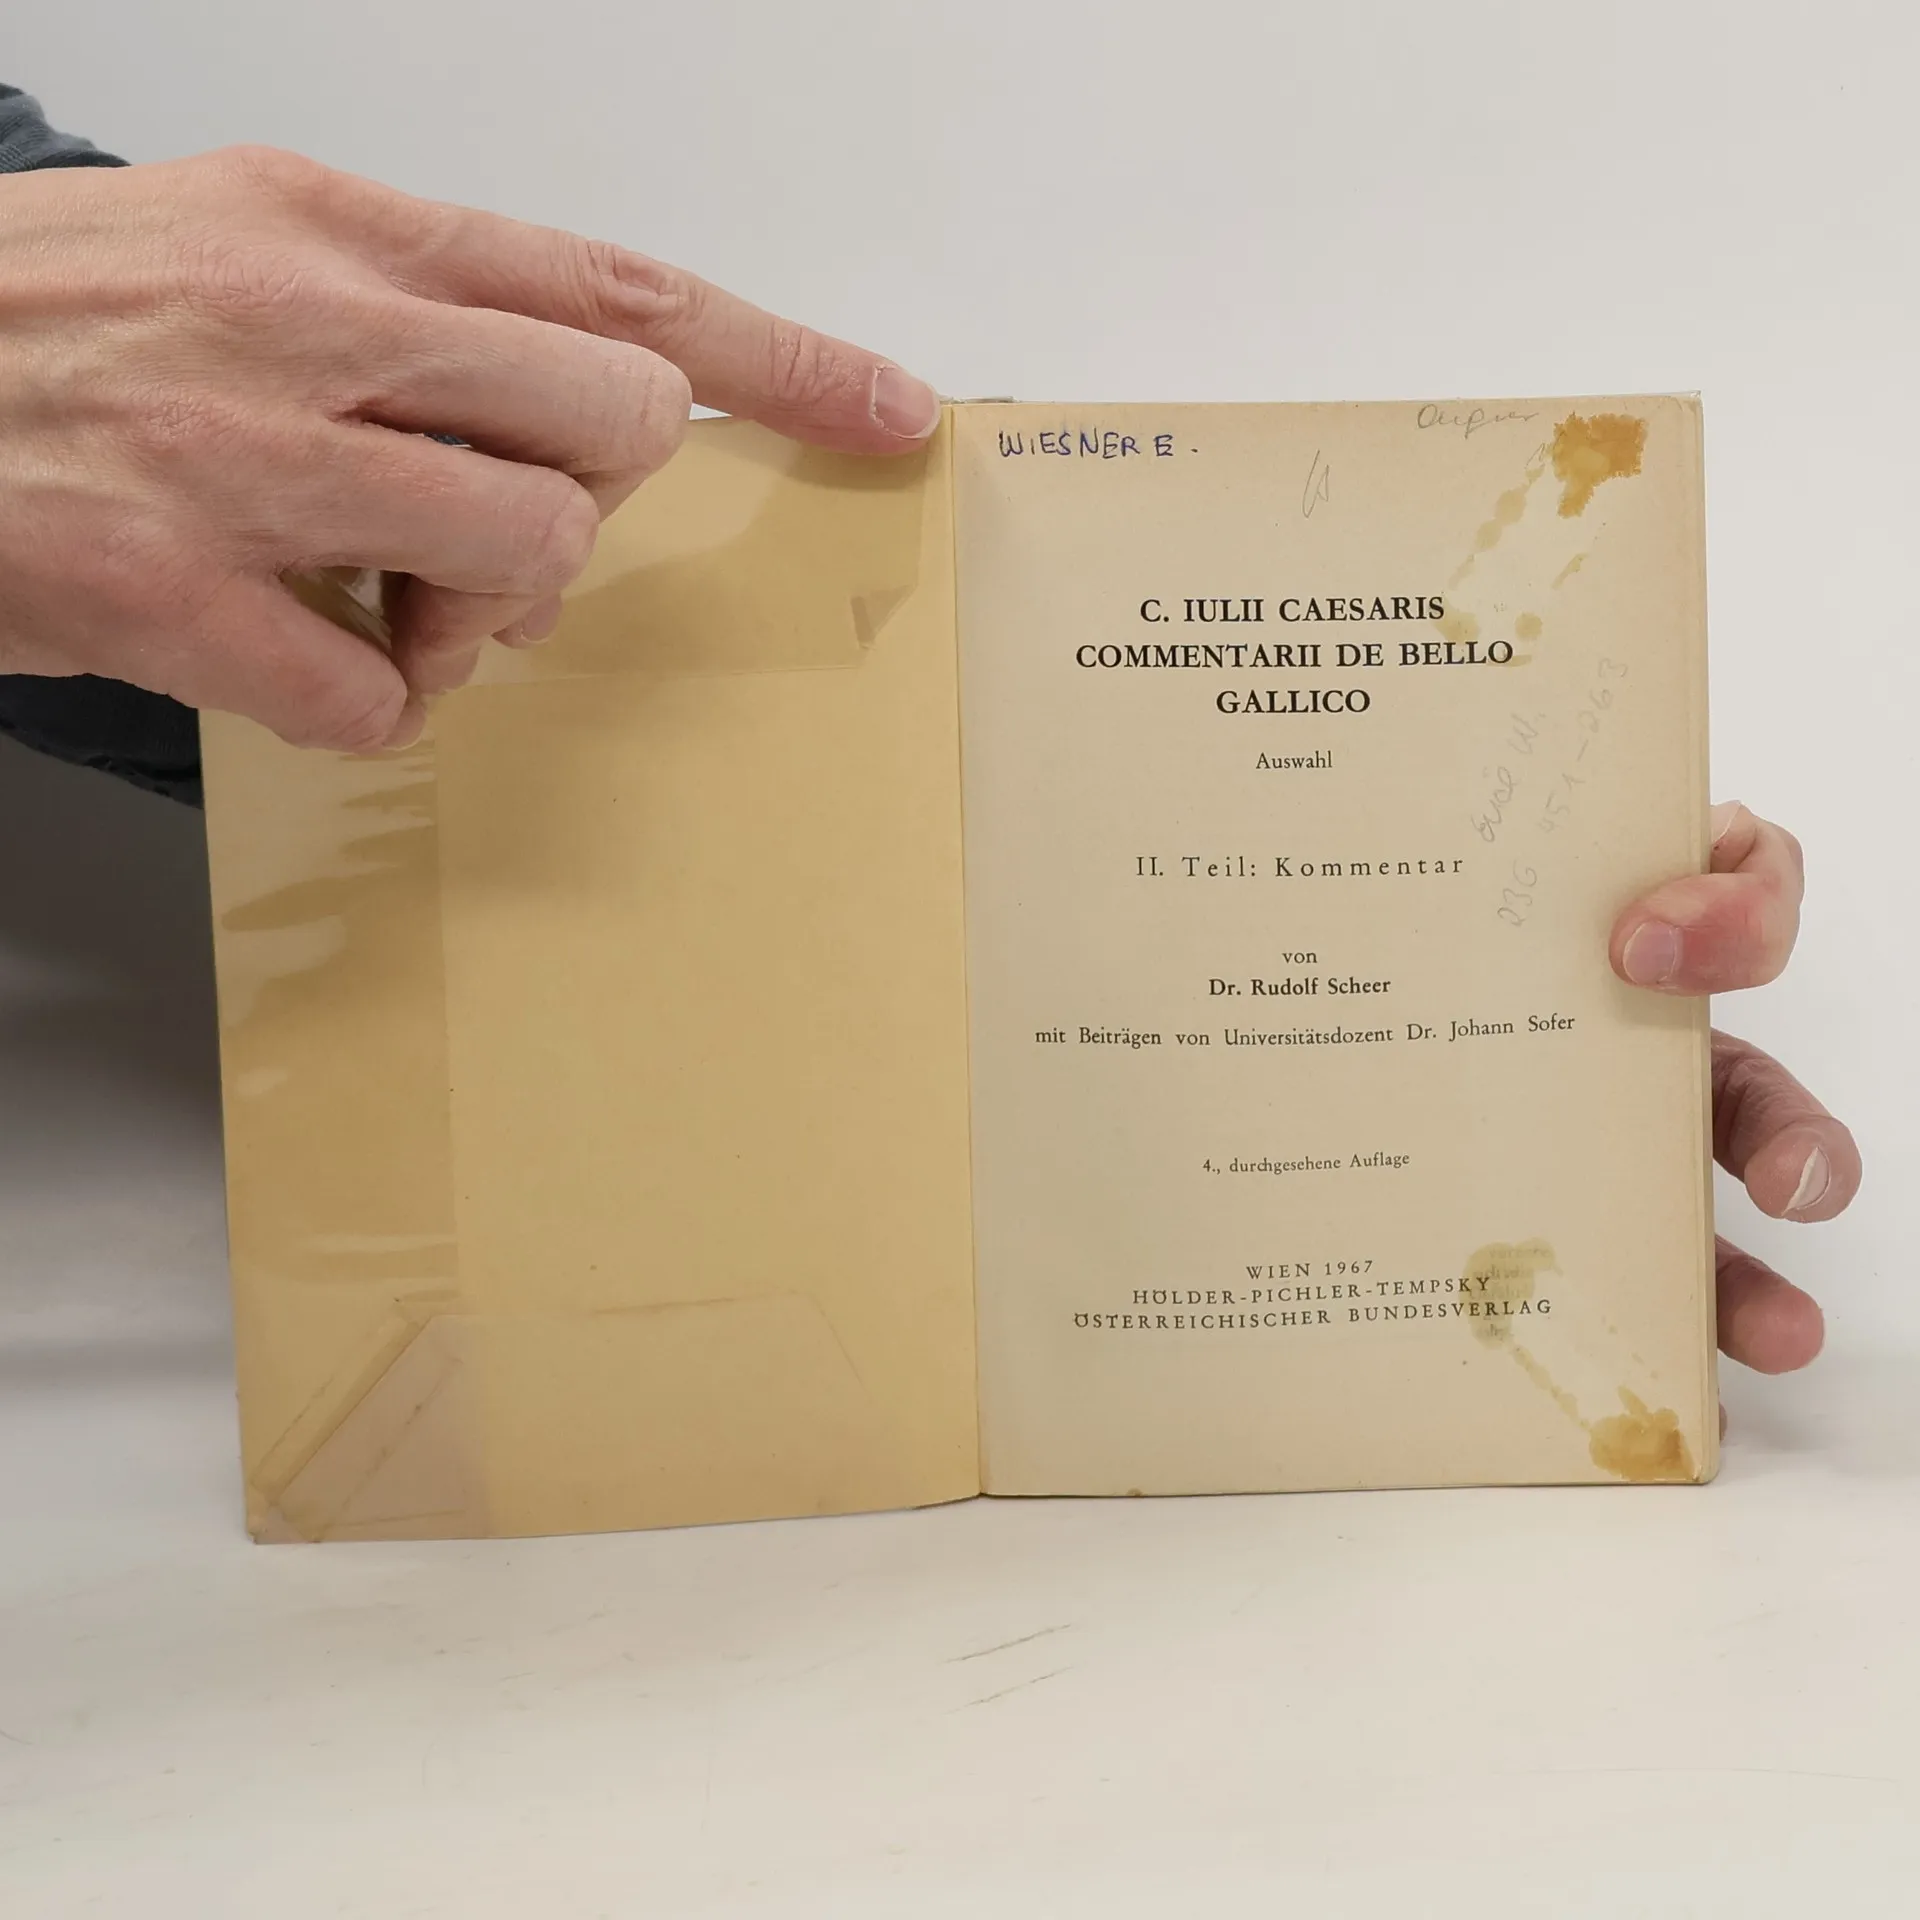 WIESNER E.
C. IULII CAESARIS
COMMENTARII DE BELLO
GALLICO
Auswahl
II. Teil: Kommentar
von
Dr. Rudolf Scheer
mit Beiträgen von Universitätsdozent Dr. Johann Sofer
4., durchgesehene Auflage
WIEN 1967
HÖLDER-PICHLER-TEMPSKY
ÖSTERREICHISCHER BUNDESVERLAG